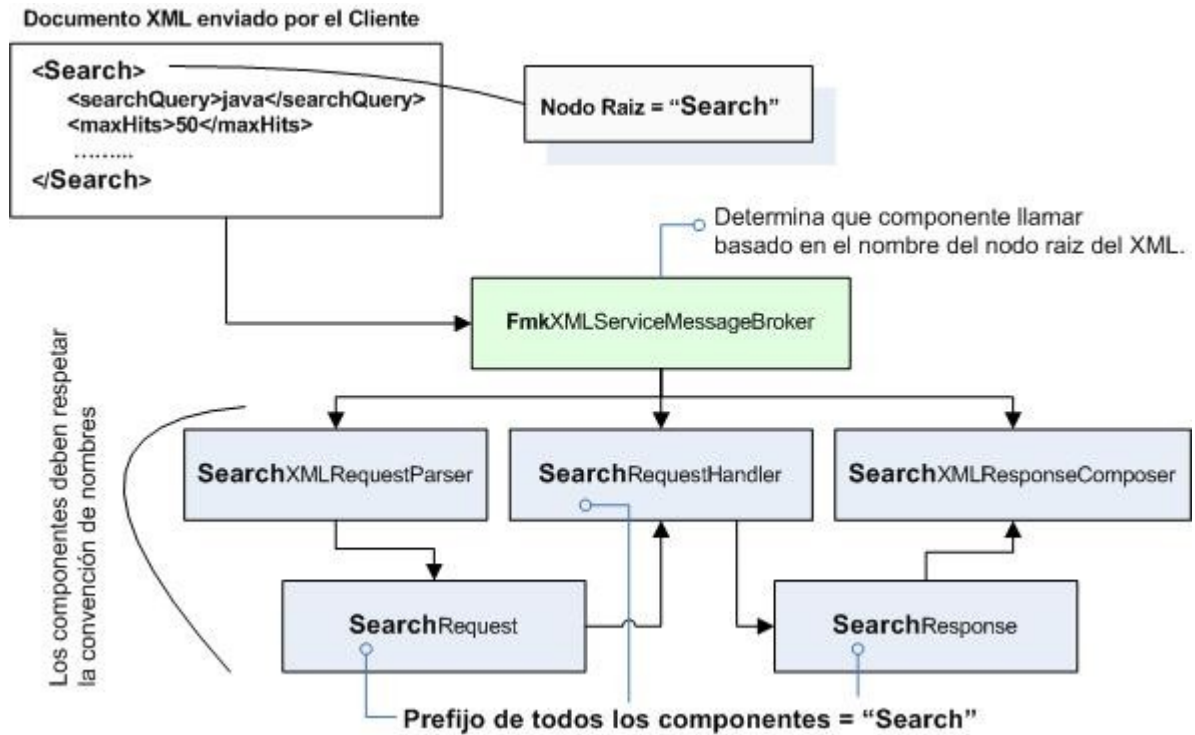 Documento XML enviado por el Cliente
<Search>
<searchQuery>java</searchQuery>
<maxHits>50</maxHits>
.........
</Search>
Nodo Raiz = “Search”
Determina que componente llamar
basado en el nombre del nodo raiz del XML.
FmkXMLServiceMessageBroker
Los componentes deben respetar
la convención de nombres
SearchXMLRequestParser
SearchRequestHandler
SearchXMLResponseComposer
SearchRequest
SearchResponse
Prefijo de todos los componentes = “Search”